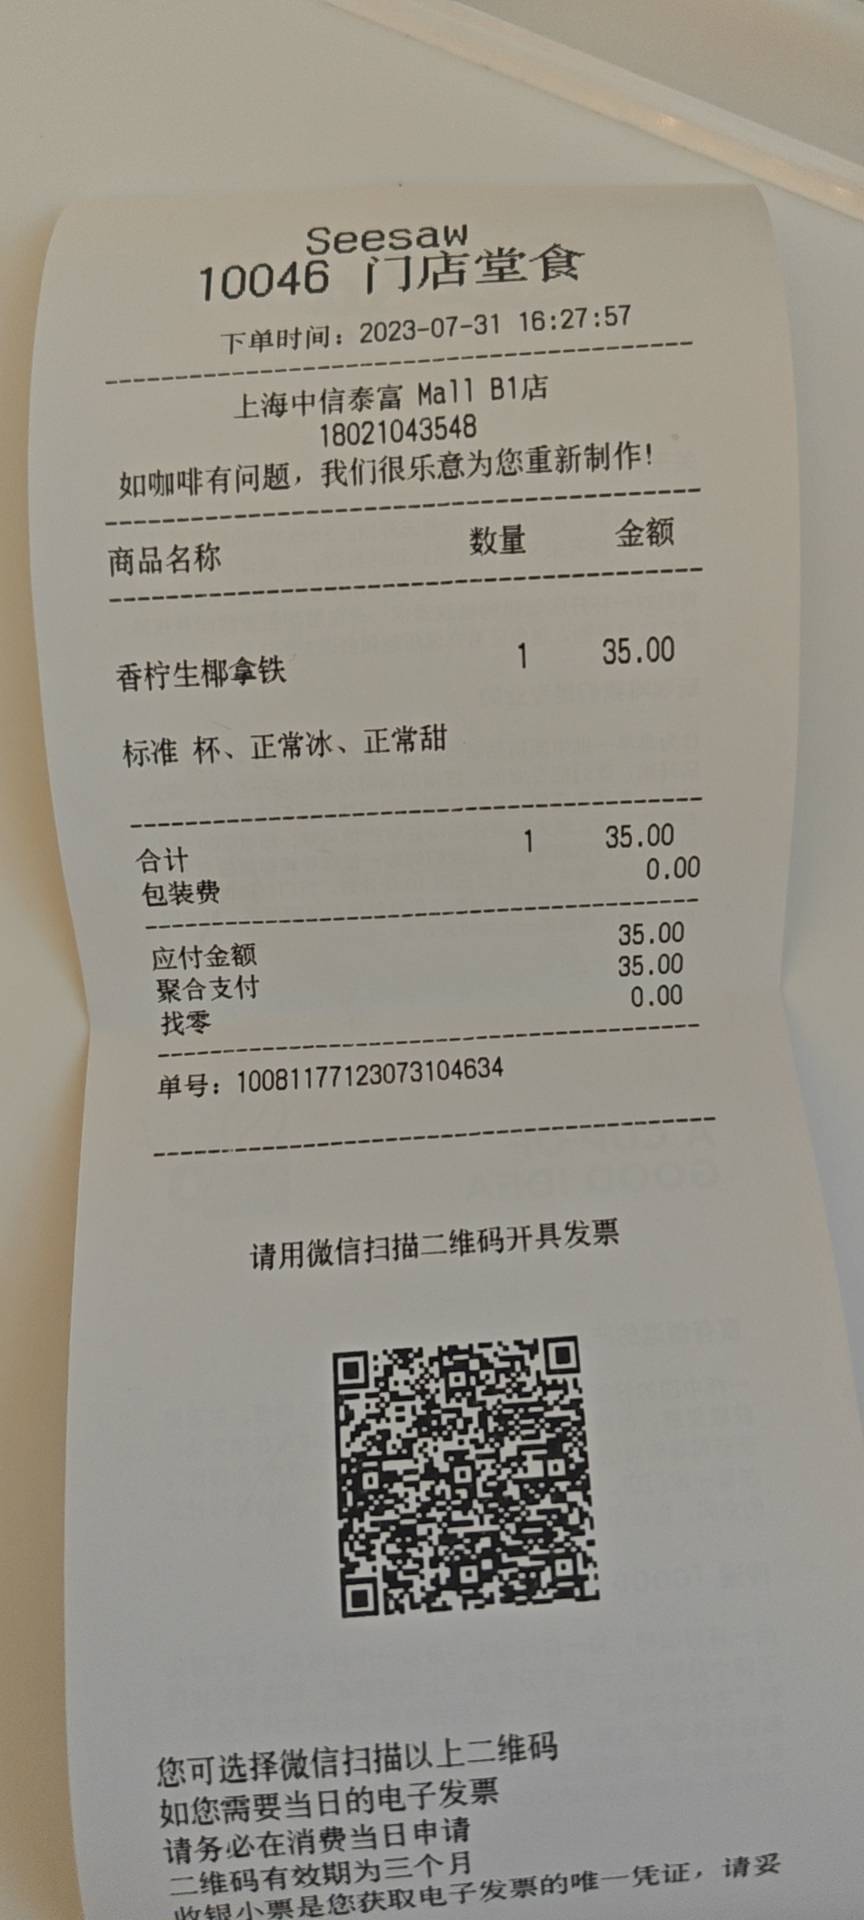 Seesaw
10046 门店堂食
下单时间：2023-07-31 16:27:57
上海中信泰富 Mall B1店
18021043548
如咖啡有问题，我们很乐意为您重新制作！
商品名称 数量 金额
香柠生椰拿铁 1 35.00
标准 杯、正常冰、正常甜
合计 1 35.00
包装费 0.00
应付金额 35.00
聚合支付 35.00
找零 0.00
单号：10081177123073104634
请用微信扫描二维码开具发票
您可选择微信扫描以上二维码
如您需要当日的电子发票
请务必在消费当日申请
二维码有效期为三个月
收银小票是您获取电子发票的唯一凭证，请妥